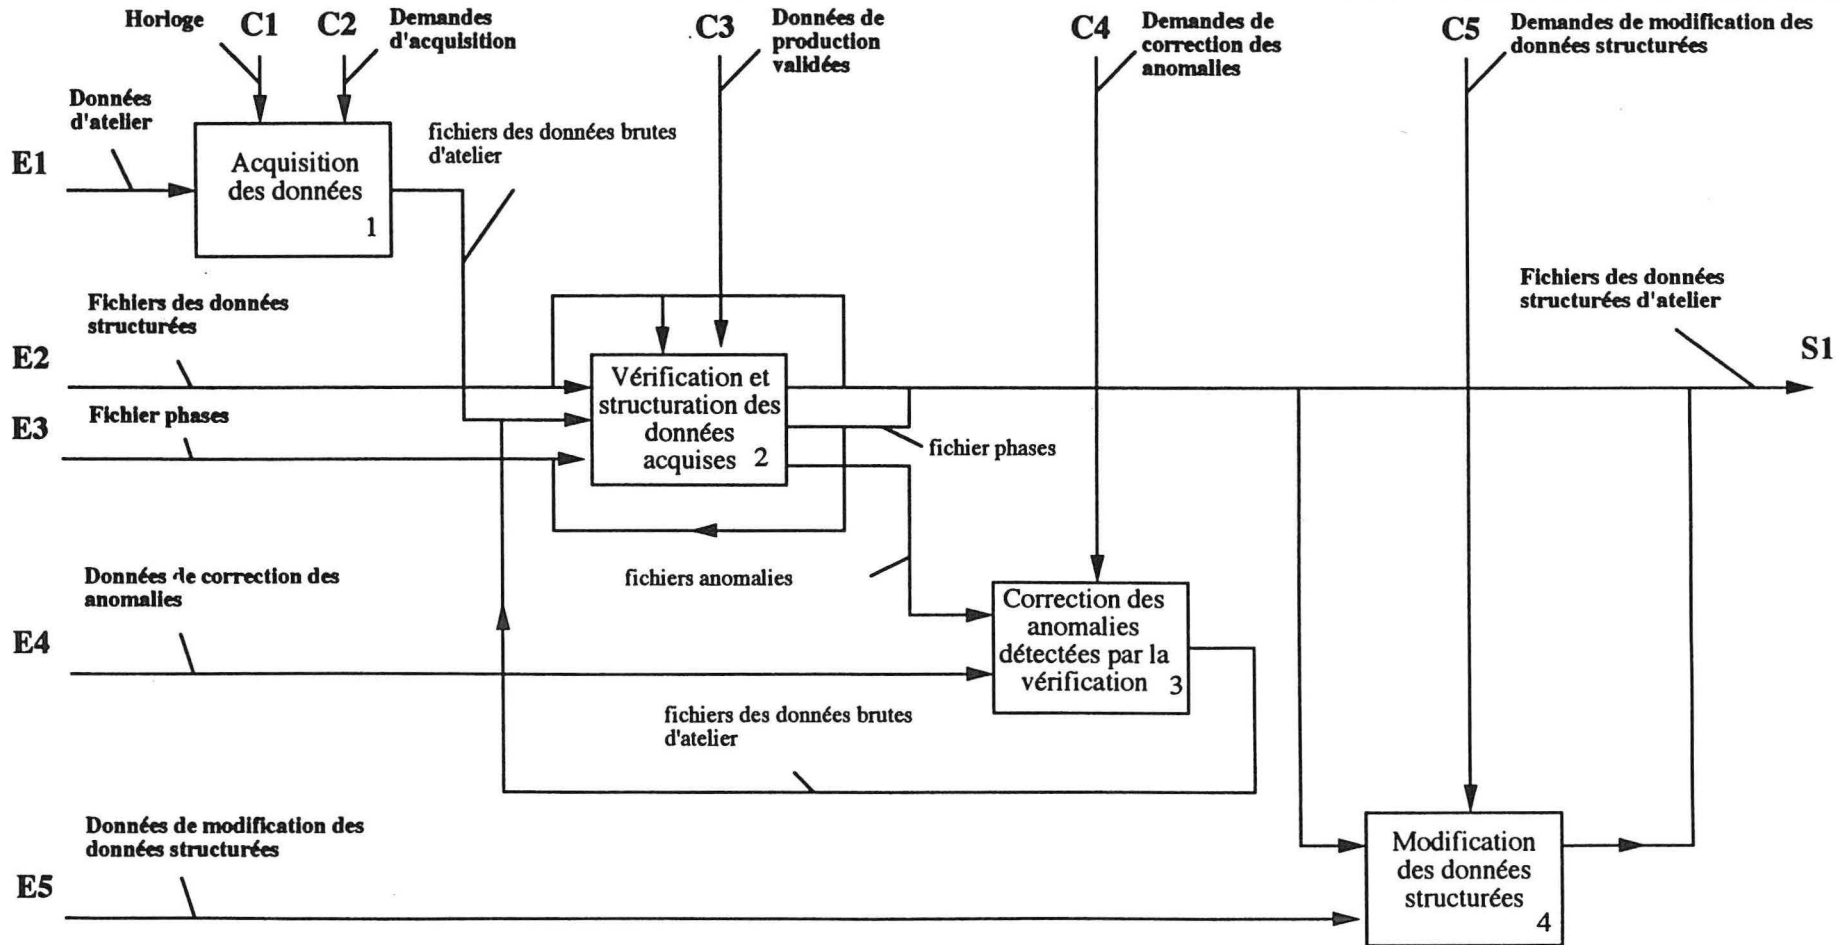 Horloge
C1
C2
Demandes
d'acquisition
C3
Données de
production
validées
C4
Demandes de
correction des
anomalies
C5
Demandes de modification des
données structurées
Données
d'atelier
E1
Acquisition
des données
1
fichiers des données brutes
d'atelier
Fichiers des données
structurées
Fichiers des données
structurées d'atelier
E2
S1
Vérification et
structuration des
données
acquises 2
Fichier phases
E3
fichier phases
fichiers anomalies
Données de correction des
anomalies
E4
Correction des
anomalies
détectées par la
vérification 3
fichiers des données brutes
d'atelier
Données de modification des
données structurées
E5
Modification
des données
structurées
4